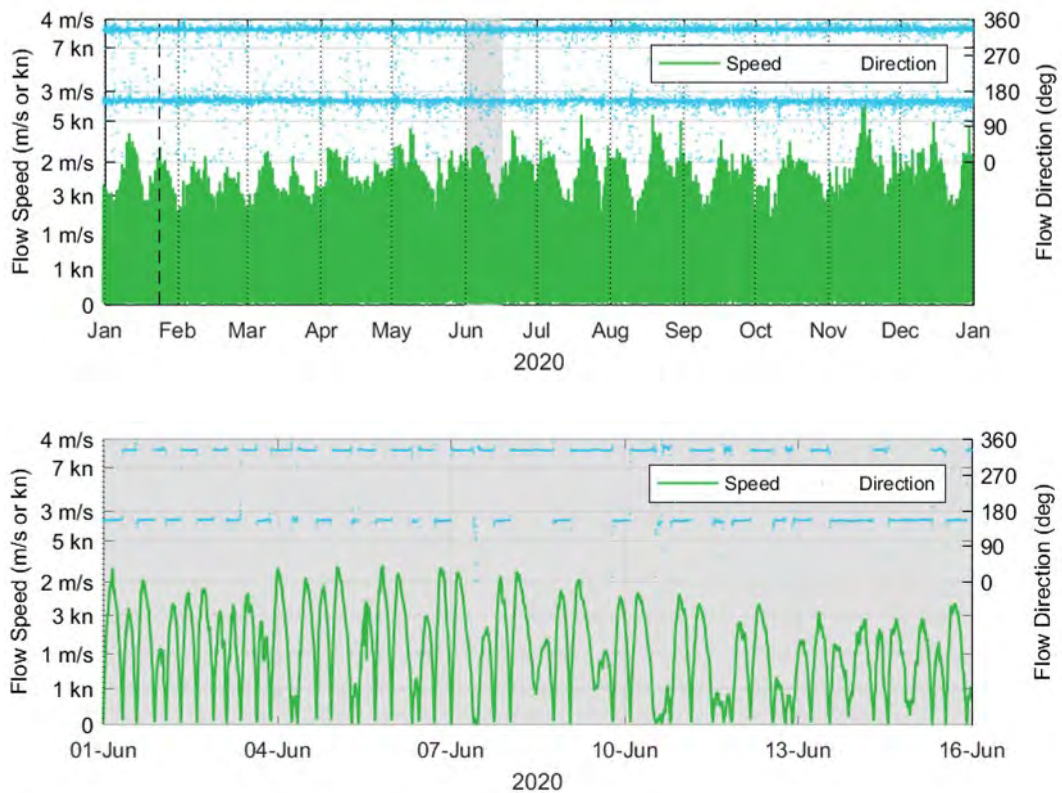 4 m/s
7 kn
3 m/s
5 kn
2 m/s
3 kn
1 m/s
1 kn
0
Flow Speed (m/s or kn)
Speed Direction
360
270
180
90
0
Flow Direction (deg)
Jan Feb Mar Apr May Jun Jul Aug Sep Oct Nov Dec Jan
2020
4 m/s
7 kn
3 m/s
5 kn
2 m/s
3 kn
1 m/s
1 kn
0
Flow Speed (m/s or kn)
Speed Direction
360
270
180
90
0
Flow Direction (deg)
01-Jun 04-Jun 07-Jun 10-Jun 13-Jun 16-Jun
2020